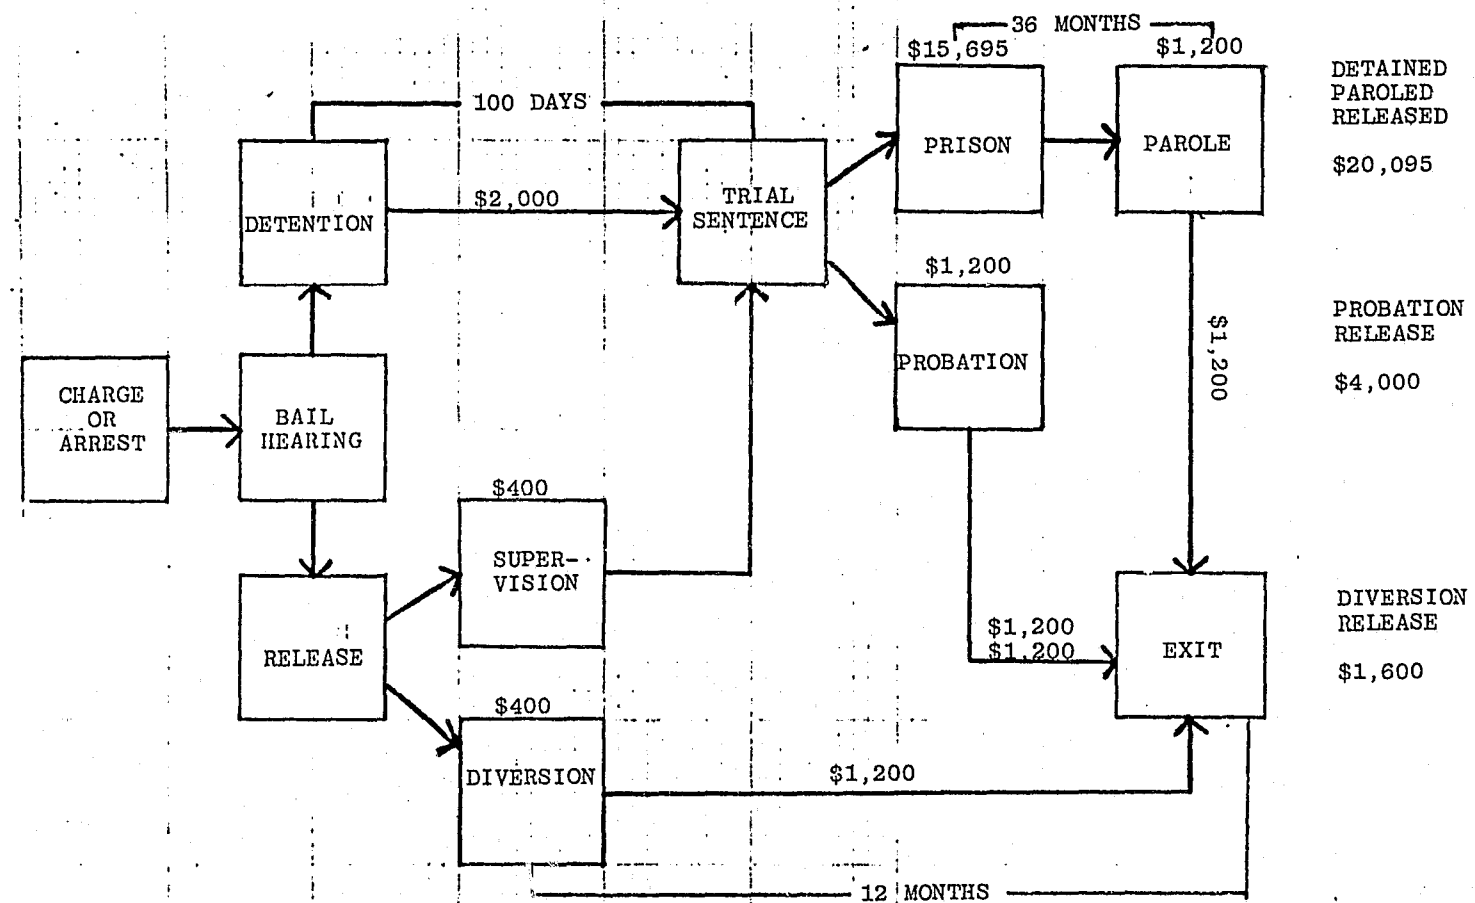 36 MONTHS
$15,695
$1,200
DETAINED
PAROLED
RELEASED
$20,095
100 DAYS
PRISON
PAROLE
DETENTION
$2,000
TRIAL
SENTENCE
$1,200
PROBATION
PROBATION
RELEASE
$4,000
$1,200
CHARGE
OR
ARREST
BAIL
HEARING
$400
SUPER-
VISION
RELEASE
$1,200
$1,200
EXIT
DIVERSION
RELEASE
$1,600
$400
DIVERSION
$1,200
12 MONTHS